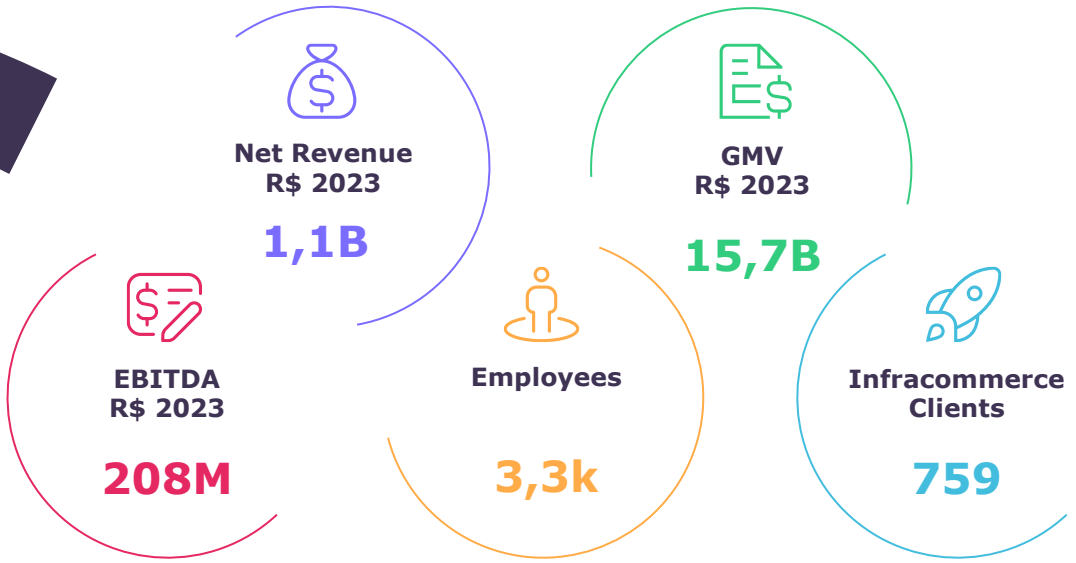 Net Revenue
R$ 2023
1,1B
GMV
R$ 2023
15,7B
EBITDA
R$ 2023
208M
Employees
3,3k
Infracommerce
Clients
759